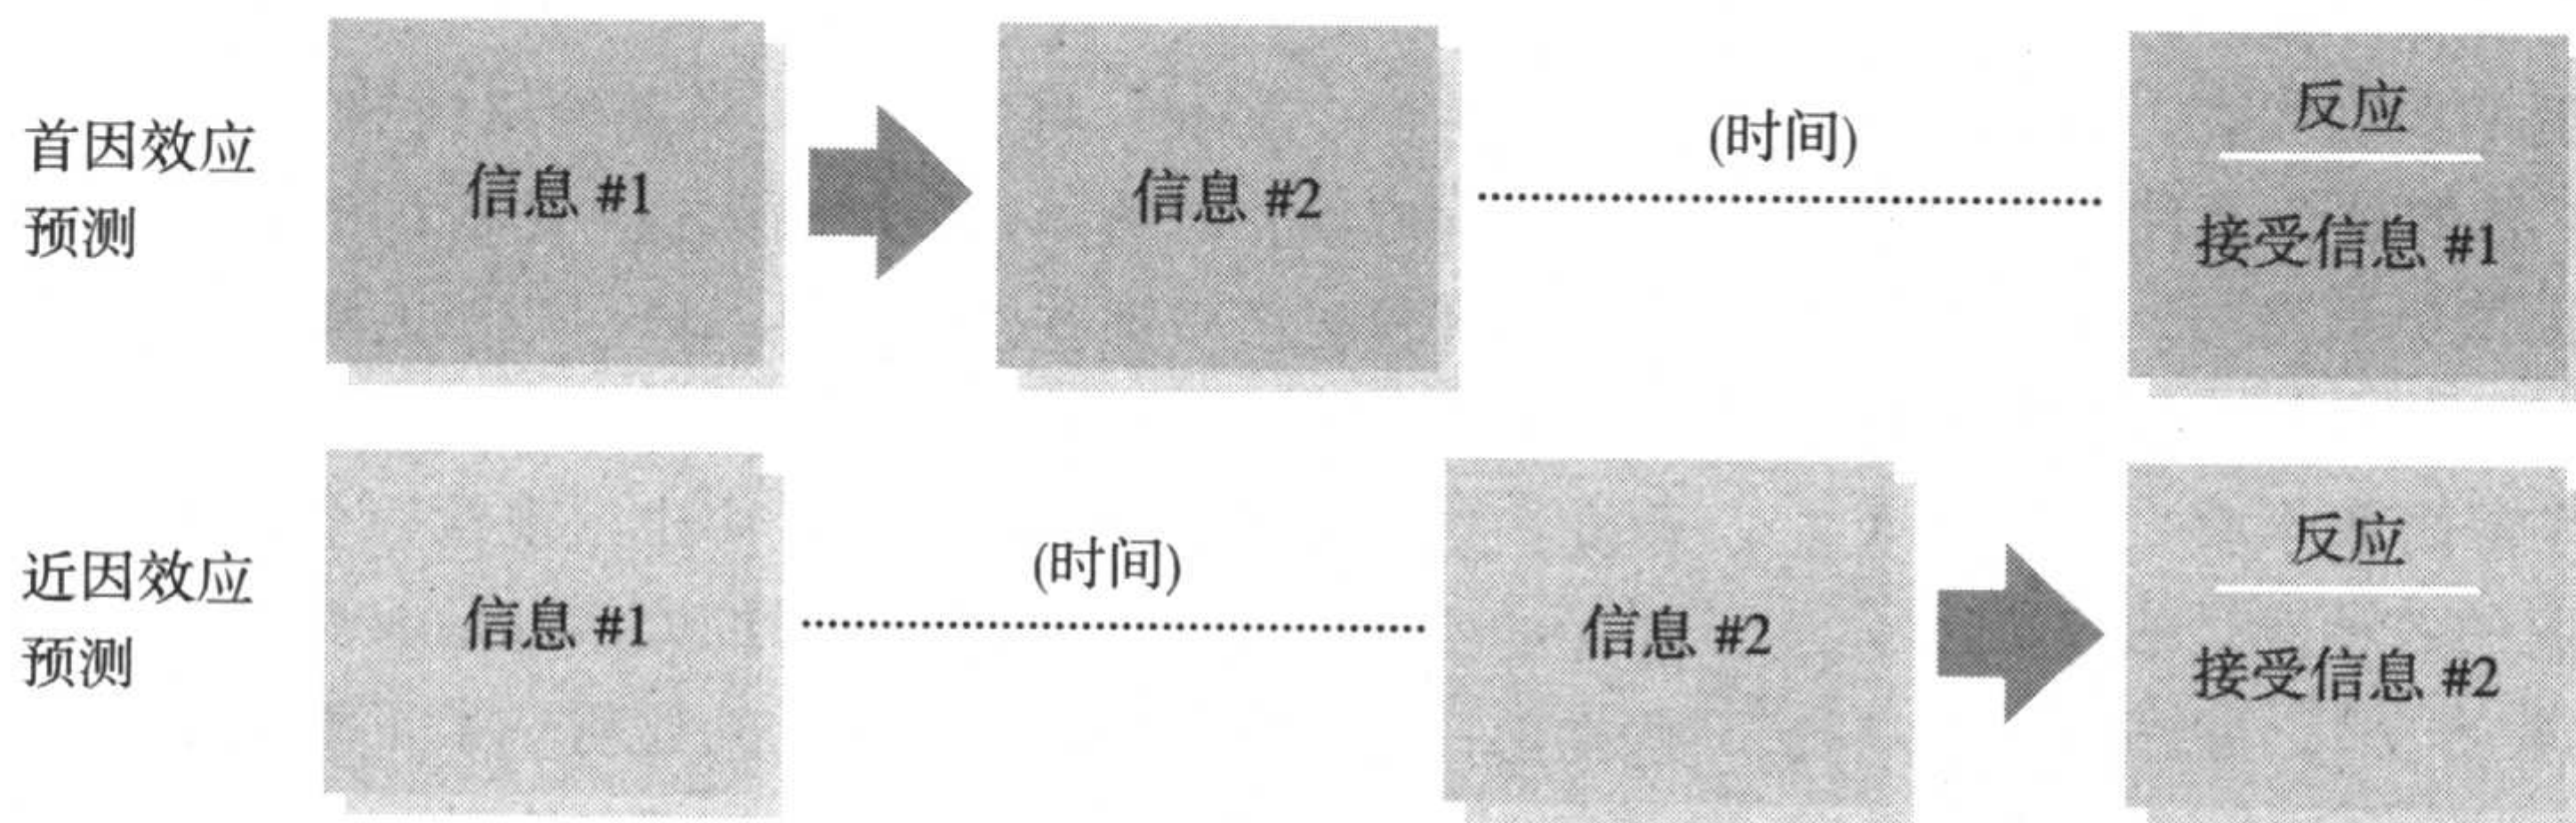 首因效应
预测
信息 #1
信息 #2
(时间)
反应
接受信息 #1
近因效应
预测
信息 #1
(时间)
信息 #2
反应
接受信息 #2